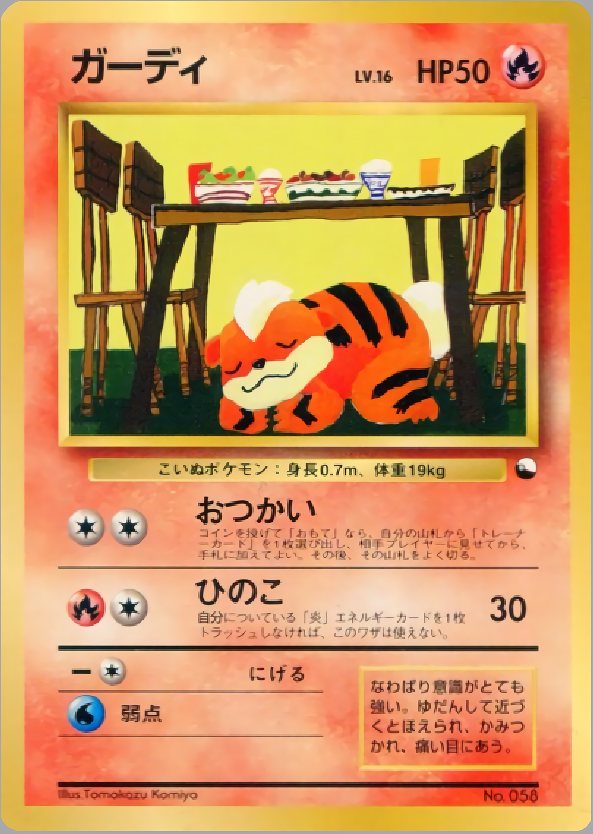 ガーディ LV.16 HP50
こいぬポケモン：身長0.7m、体重19kg
おつかい
コインを投げて「おもて」なら、自分の山札から「トレーナ
ーカード」を1枚選び出し、相手プレイヤーに見せてから、
手札に加えてよい。その後、その山札をよく切る。
ひのこ 30
自分についている「炎」エネルギーカードを1枚
トラッシュしなければ、このワザは使えない。
にげる
弱点
なわばり意識がとても
強い。ゆだんして近づ
くとほえられ、かみつ
かれ、痛い目にあう。
Illus.Tomokazu Komiya No. 058